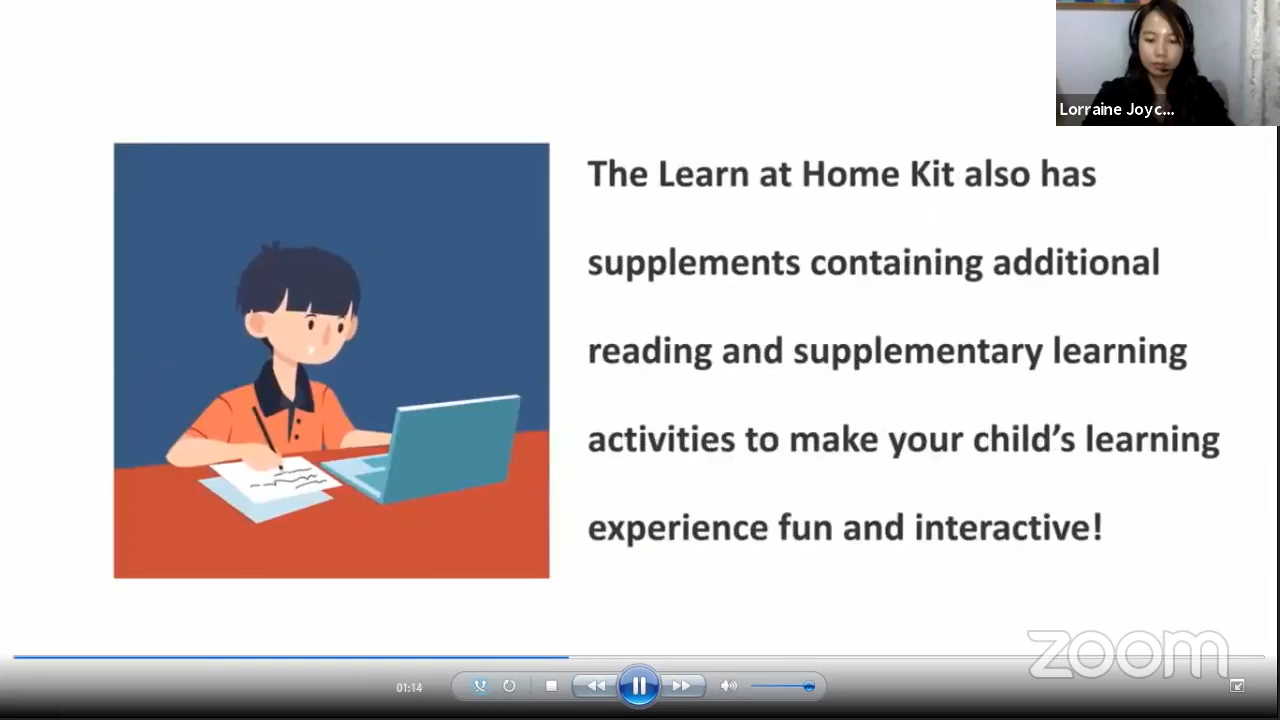 Lorraine Joyc...
The Learn at Home Kit also has
supplements containing additional
reading and supplementary learning
activities to make your child's learning
experience fun and interactive!
zoom
01:14